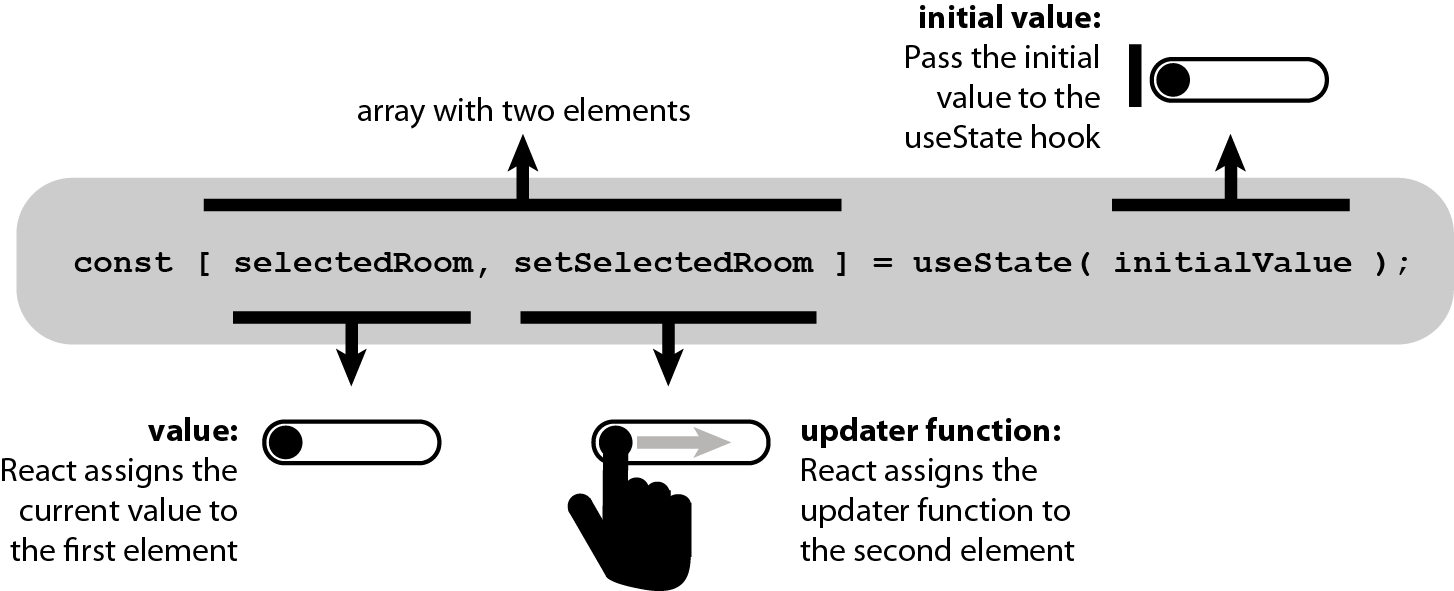 initial value:
Pass the initial
value to the
useState hook
array with two elements
const [ selectedRoom, setSelectedRoom ] = useState( initialValue );
value:
React assigns the
current value to
the first element
updater function:
React assigns the
updater function to
the second element